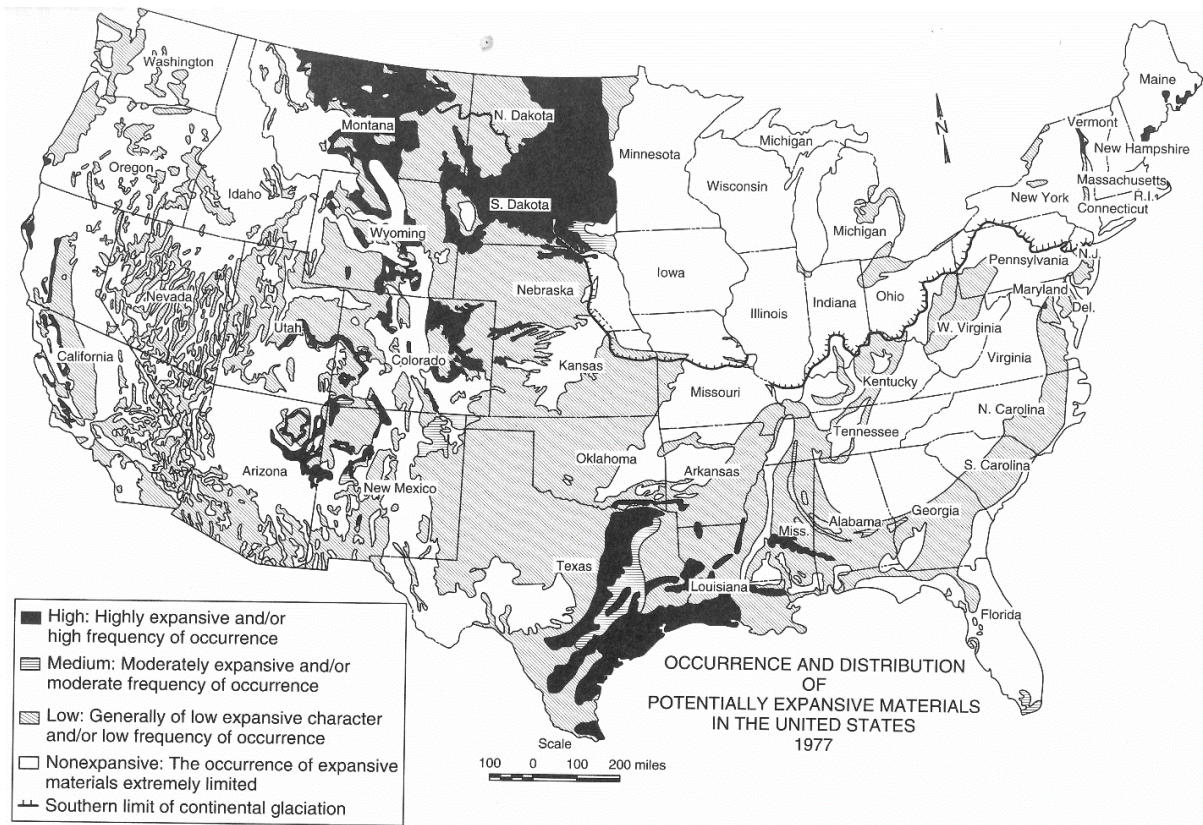 Washington
Montana
N. Dakota
Minnesota
Michigan
Maine
Vermont
New Hampshire
Massachusetts
R.I.
Connecticut
New York
Oregon
Idaho
Wyoming
S. Dakota
Wisconsin
Michigan
N
Nevada
Utah
Colorado
Nebraska
Iowa
Illinois
Indiana
Ohio
Pennsylvania
N.J.
Maryland
Del.
W. Virginia
Virginia
California
Kansas
Missouri
Kentucky
N. Carolina
Tennessee
Arizona
New Mexico
Oklahoma
Arkansas
S. Carolina
Miss.
Alabama
Georgia
Texas
Louisiana
Florida
High: Highly expansive and/or
high frequency of occurrence
Medium: Moderately expansive and/or
moderate frequency of occurrence
Low: Generally of low expansive character
and/or low frequency of occurrence
Nonexpansive: The occurrence of expansive
materials extremely limited
Southern limit of continental glaciation
OCCURRENCE AND DISTRIBUTION
OF
POTENTIALLY EXPANSIVE MATERIALS
IN THE UNITED STATES
1977
Scale
100 0 100 200 miles